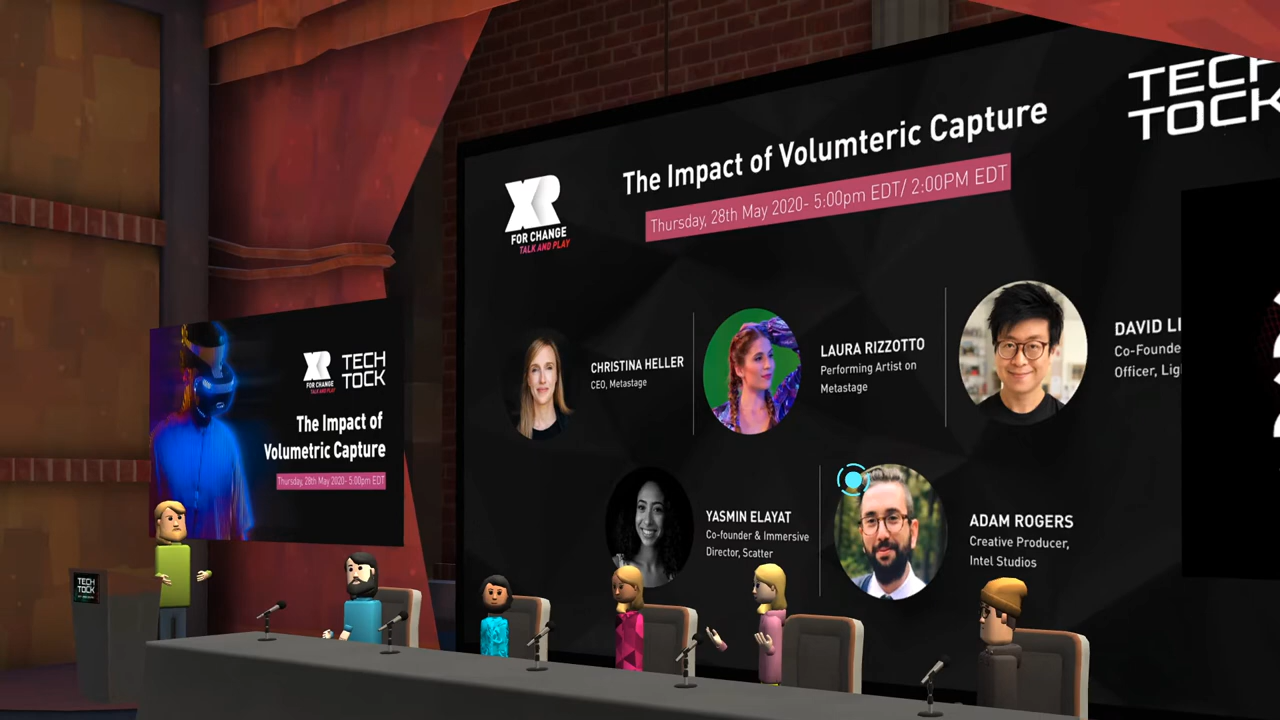 The Impact of Volumteric Capture
Thursday, 28th May 2020- 5:00pm EDT/ 2:00PM EDT
XR
FOR CHANGE
TALK AND PLAY
TECH
TOCK
CHRISTINA HELLER
CEO, Metastage
LAURA RIZZOTTO
Performing Artist on
Metastage
DAVID
Officer,
YASMIN ELAYAT
Co-founder & Immersive
Director, Scatter
ADAM ROGERS
Creative Producer,
Intel Studios
XR
FOR CHANGE
TALK AND PLAY
TECH
TOCK
The Impact of
Volumetric Capture
Thursday, 28th May 2020- 5:00pm EDT
TECH
TOCK